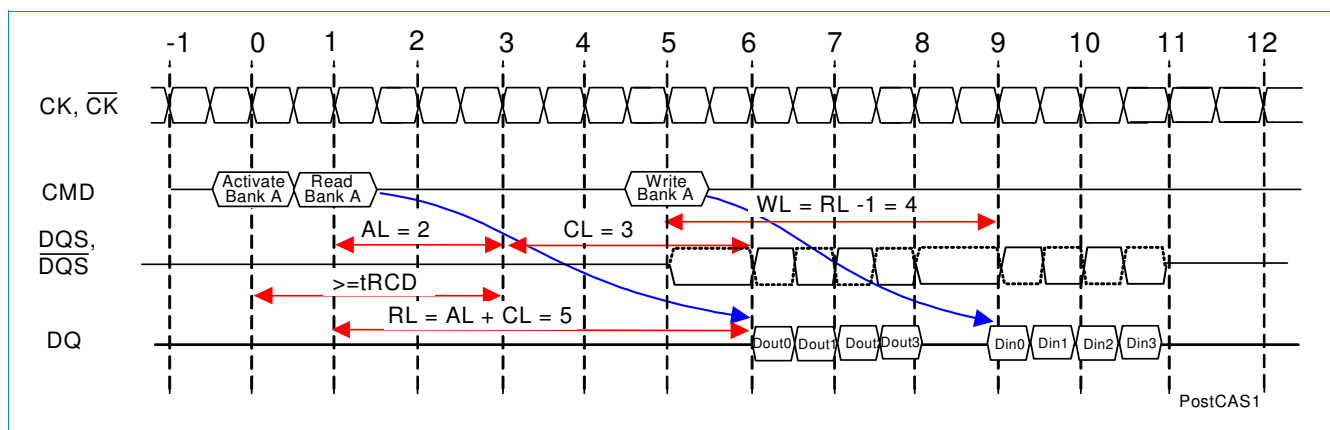 -1 0 1 2 3 4 5 6 7 8 9 10 11 12
CK, CK
CMD
Activate
Bank A
Read
Bank A
Write
Bank A
WL = RL -1 = 4
AL = 2
CL = 3
DQS,
DQS
>=tRCD
RL = AL + CL = 5
DQ
Dout0 Dout1 Dout Dout3 Din0 Din1 Din2 Din3
PostCAS1